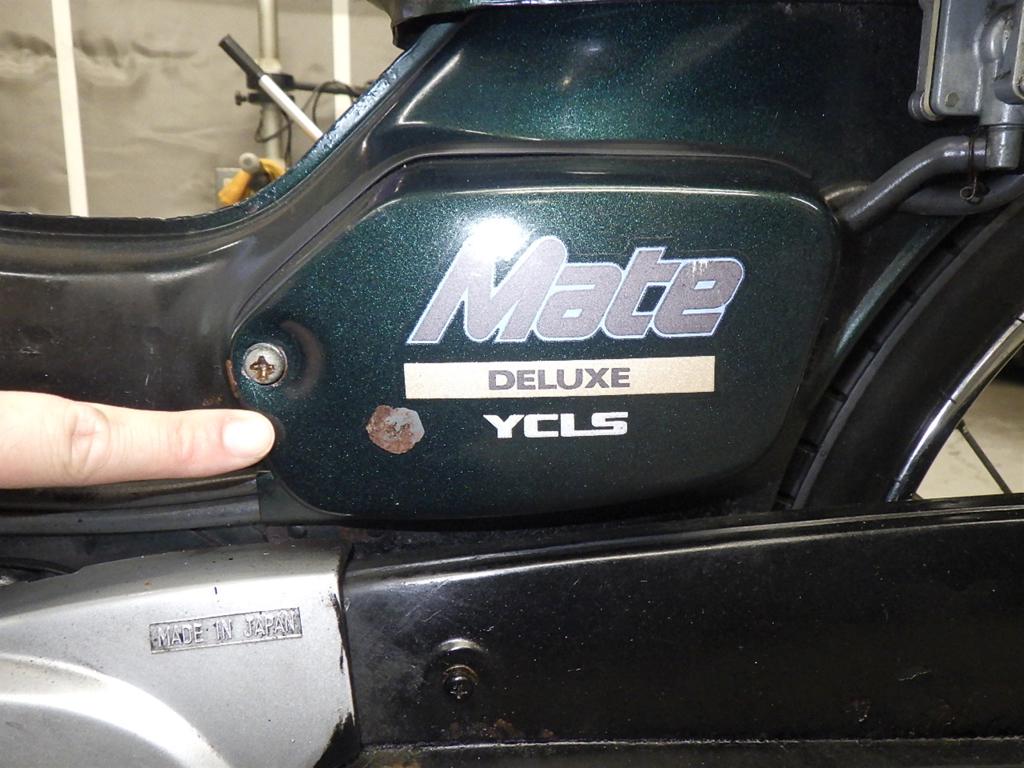 Mate
DELUXE
YCLS
MADE IN JAPAN